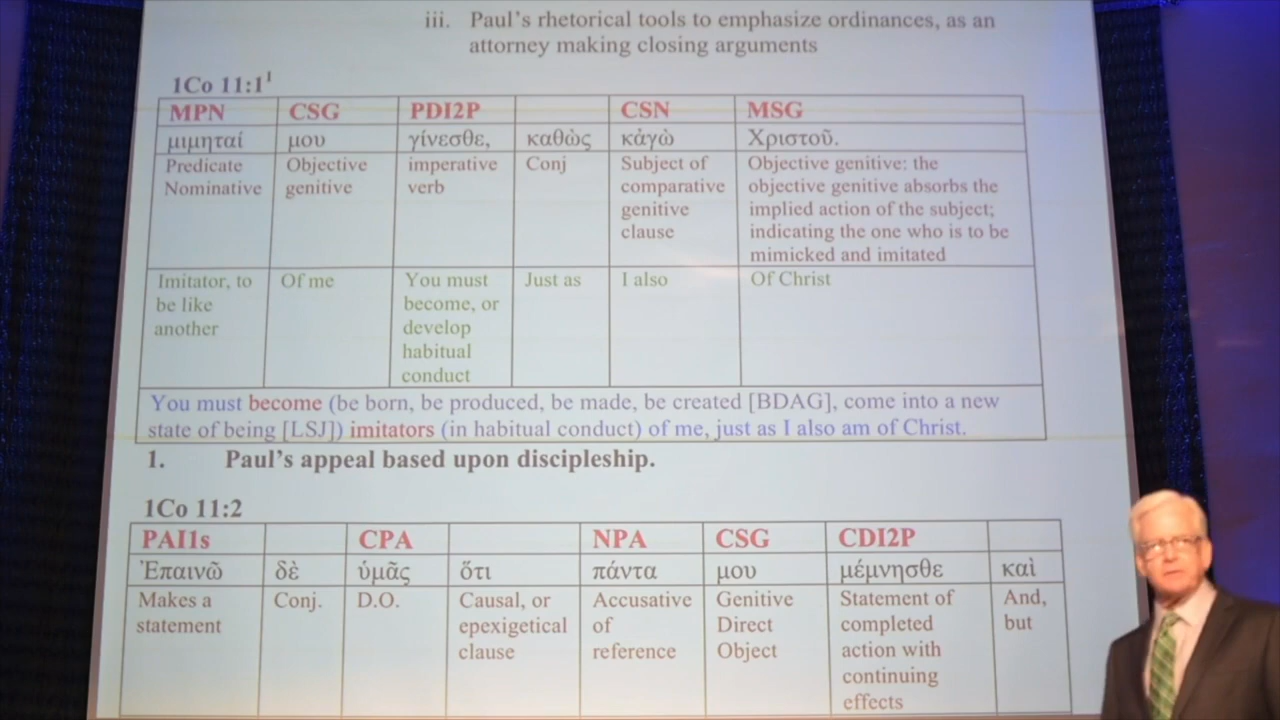 iii. Paul's rhetorical tools to emphasize ordinances, as an
attorney making closing arguments
1Co 11:1¹
MPN CSG PDI2P CSN MSG
μιμηταί μου γίνεσθε, καθὼς κἀγὼ Χριστοῦ.
Predicate Objective imperative Conj Subject of Objective genitive: the
Nominative genitive verb comparative objective genitive absorbs the
genitive implied action of the subject;
clause indicating the one who is to be
mimicked and imitated
Imitator, to Of me You must Just as I also Of Christ
be like become, or
another develop
habitual
conduct
You must become (be born, be produced, be made, be created [BDAG], come into a new
state of being [LSJ]) imitators (in habitual conduct) of me, just as I also am of Christ.
1. Paul's appeal based upon discipleship.
1Co 11:2
PAI1s CPA NPA CSG CDI2P
Ἐπαινῶ δὲ ὑμᾶς ὅτι πάντα μου μέμνησθε καὶ
Makes a Conj. D.O. Causal, or Accusative Genitive Statement of And,
statement epexigetical of Direct completed but
clause reference Object action with
continuing
effects